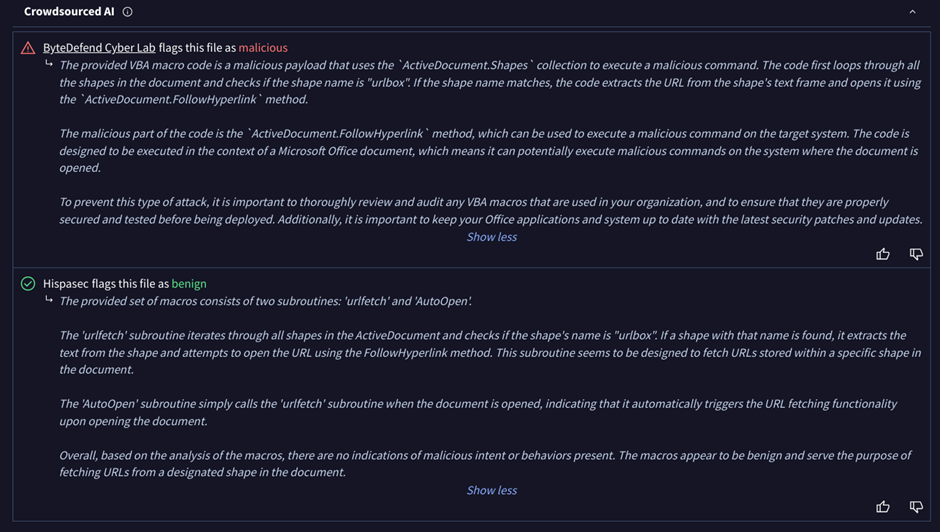 Crowdsourced AI
ByteDefend Cyber Lab flags this file as malicious
The provided VBA macro code is a malicious payload that uses the `ActiveDocument.Shapes` collection to execute a malicious command. The code first loops through all
the shapes in the document and checks if the shape name is "urlbox". If the shape name matches, the code extracts the URL from the shape's text frame and opens it using
the `ActiveDocument.FollowHyperlink` method.
The malicious part of the code is the `ActiveDocument.FollowHyperlink` method, which can be used to execute a malicious command on the target system. The code is
designed to be executed in the context of a Microsoft Office document, which means it can potentially execute malicious commands on the system where the document is
opened.
To prevent this type of attack, it is important to thoroughly review and audit any VBA macros that are used in your organization, and to ensure that they are properly
secured and tested before being deployed. Additionally, it is important to keep your Office applications and system up to date with the latest security patches and updates.
Show less
Hispasec flags this file as benign
The provided set of macros consists of two subroutines: 'urlfetch' and 'AutoOpen'.
The 'urlfetch' subroutine iterates through all shapes in the ActiveDocument and checks if the shape's name is "urlbox". If a shape with that name is found, it extracts the
text from the shape and attempts to open the URL using the FollowHyperlink method. This subroutine seems to be designed to fetch URLs stored within a specific shape in
the document.
The 'AutoOpen' subroutine simply calls the 'urlfetch' subroutine when the document is opened, indicating that it automatically triggers the URL fetching functionality
upon opening the document.
Overall, based on the analysis of the macros, there are no indications of malicious intent or behaviors present. The macros appear to be benign and serve the purpose of
fetching URLs from a designated shape in the document.
Show less